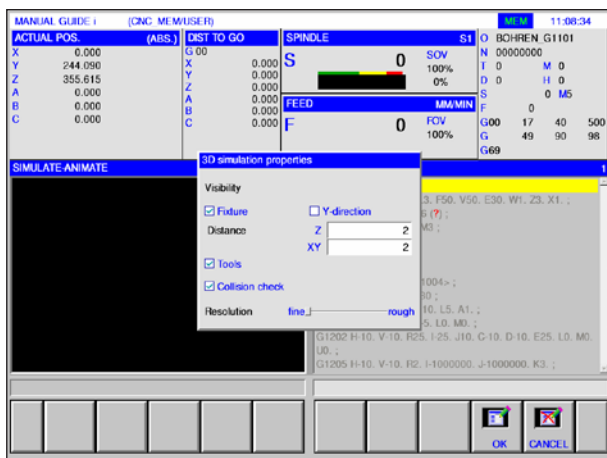 MANUAL GUIDE i (CNC MEM/USER) MEM 11:08:34
ACTUAL POS. (ABS.)
X 0.000
Y 244.090
Z 355.615
A 0.000
B 0.000
C 0.000
DIST TO GO
G 00
X 0.000
Y 0.000
Z 0.000
A 0.000
B 0.000
C 0.000
SPINDLE S1
S 0 SOV
100%
0%
FEED MM/MIN
F 0 FOV
100%
O BOHREN_G1101
N 00000000
T 0 M 0
D 0 H 0
S 0 M5
F 0
G00 17 40 500
G 49 90 98
G69
SIMULATE-ANIMATE
3D simulation properties
Visibility
Fixture Y-direction
Distance Z 2
XY 2
Tools
Collision check
Resolution fine rough
1
.3. F50. V50. E30. W1. Z3. X1. ;
6 (?) ;
M3 ;
1004> ;
30 ;
10. L5. A1. ;
-5. L0. M0. ;
G1202 H-10. V-10. R25. I-25. J10. C-10. D-10. E25. L0. M0.
U0. ;
G1205 H-10. V-10. R2. I-1000000. J-1000000. K3. ;
OK CANCEL